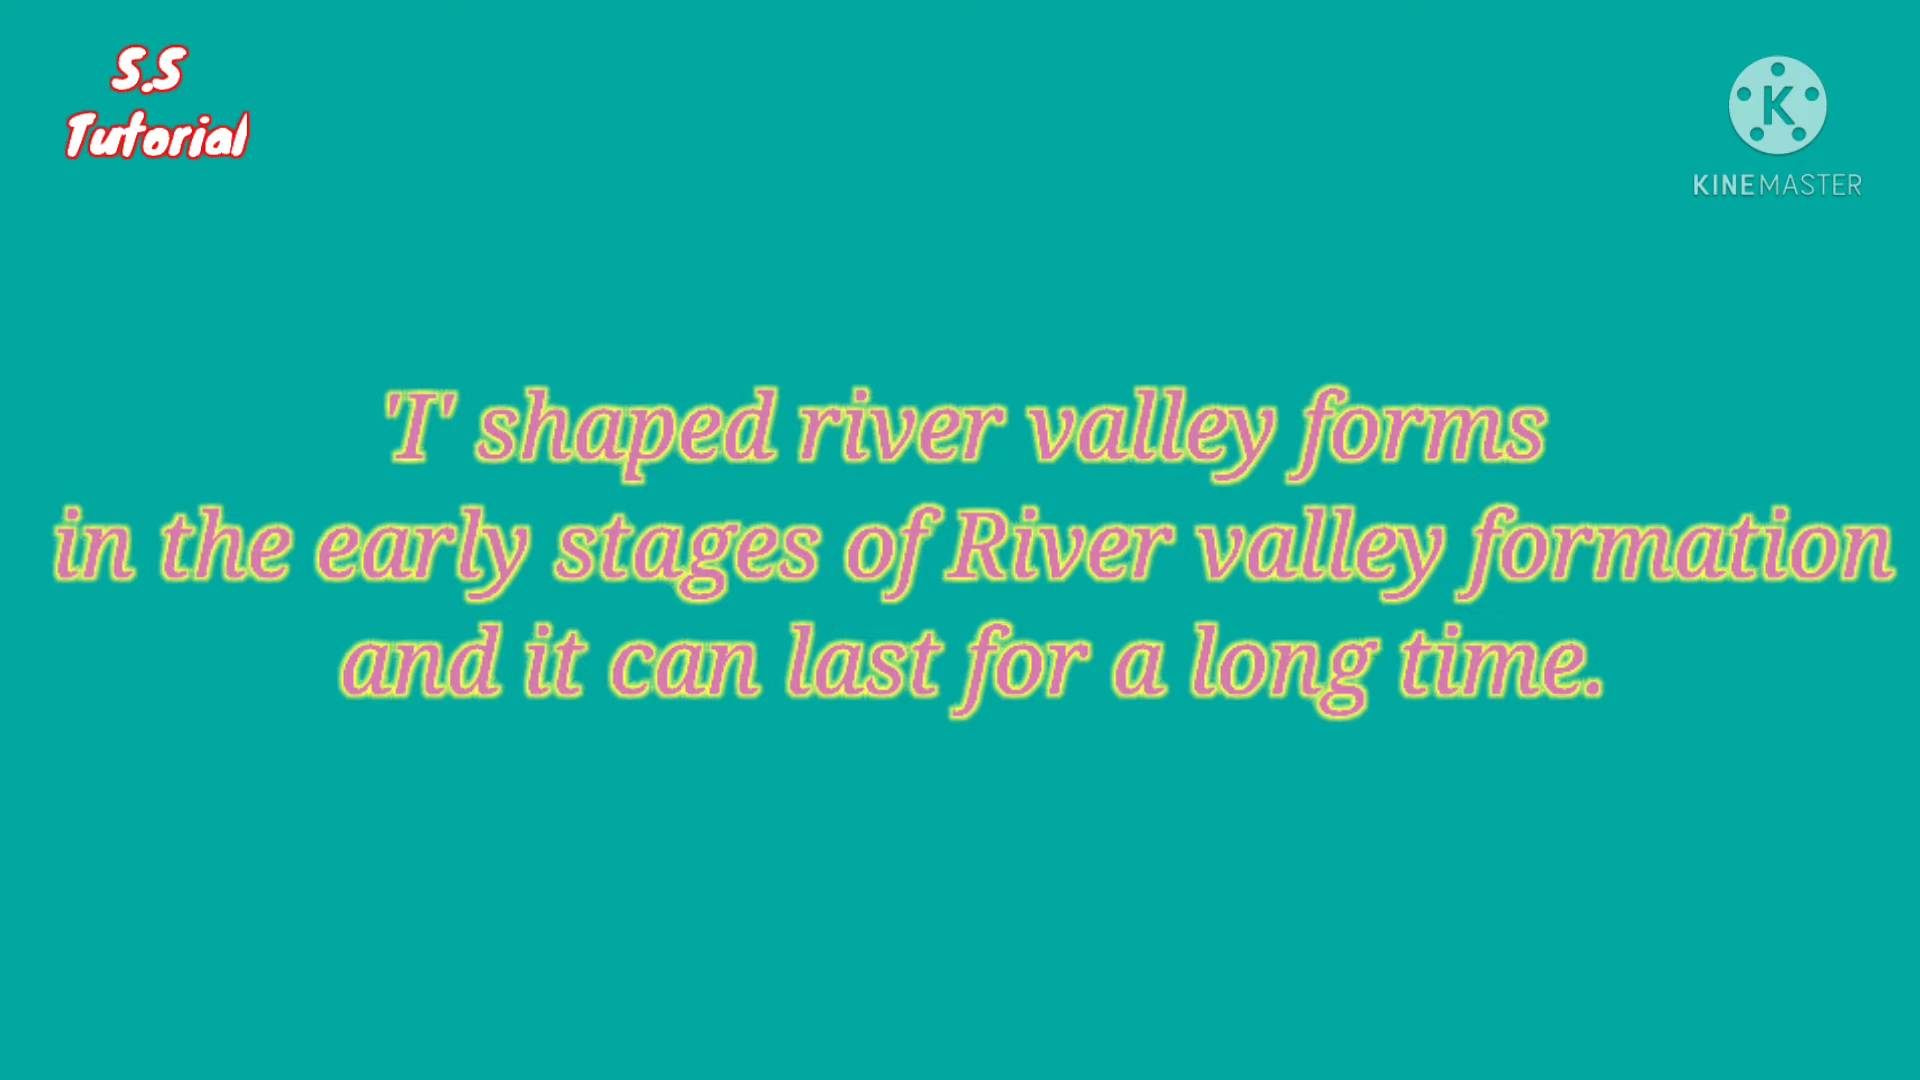 S.S
Tutorial
K
KINEMASTER
'I' shaped river valley forms
in the early stages of River valley formation
and it can last for a long time.